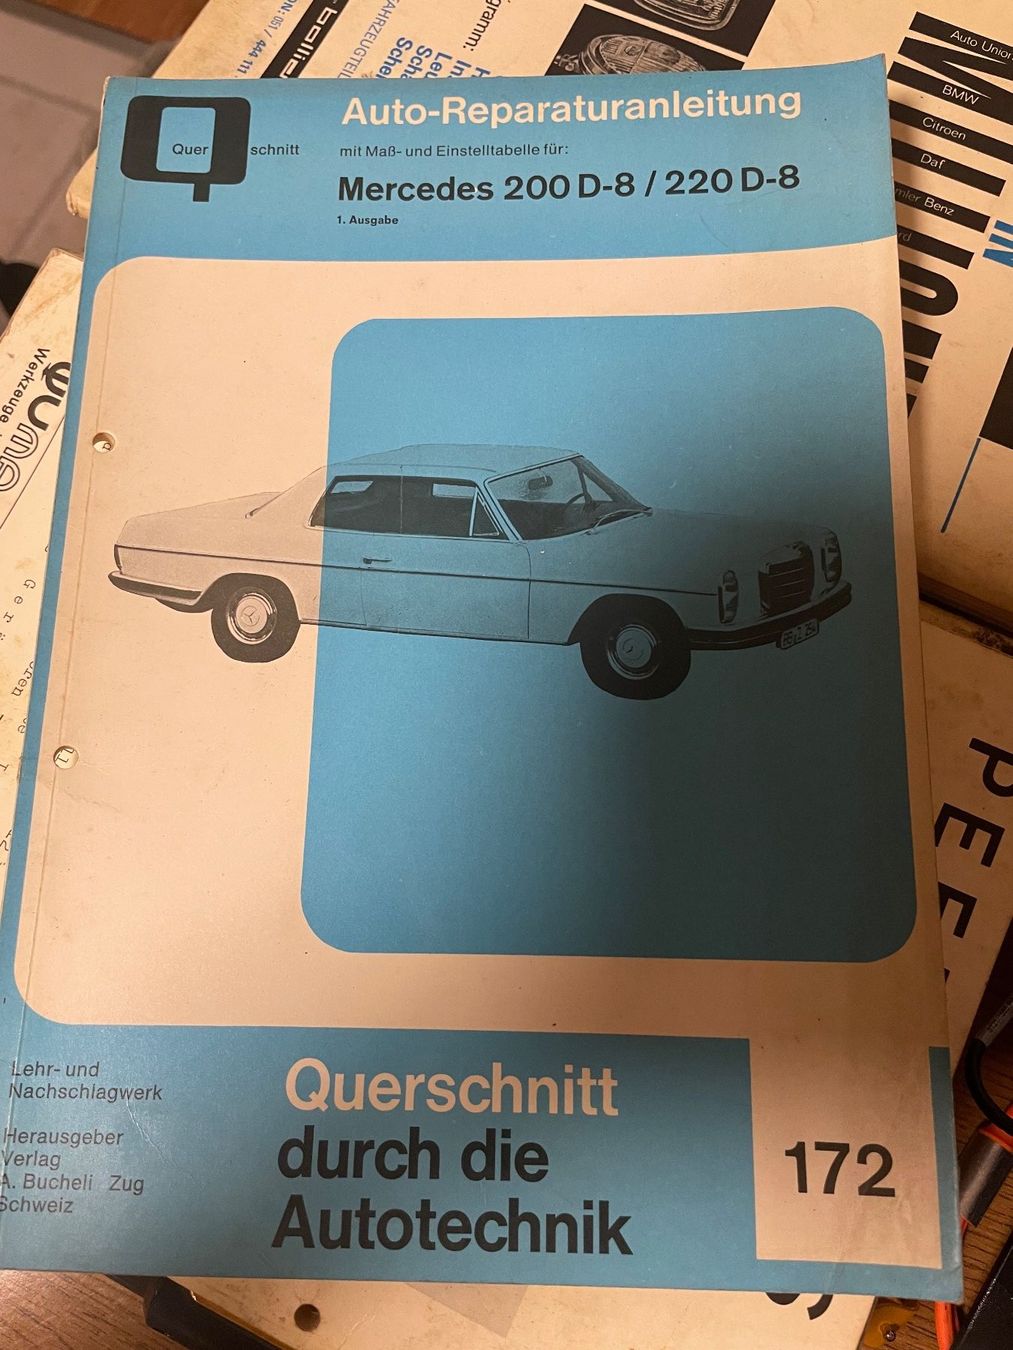 Quer schnitt
Auto-Reparaturanleitung
mit Maß- und Einstelltabelle für:
Mercedes 200 D-8 / 220 D-8
1. Ausgabe
Lehr- und
Nachschlagwerk
Herausgeber
Verlag
A. Bucheli Zug
Schweiz
Querschnitt
durch die
Autotechnik
172
Auto Union
BMW
Citroen
Daf
Werkzeuge